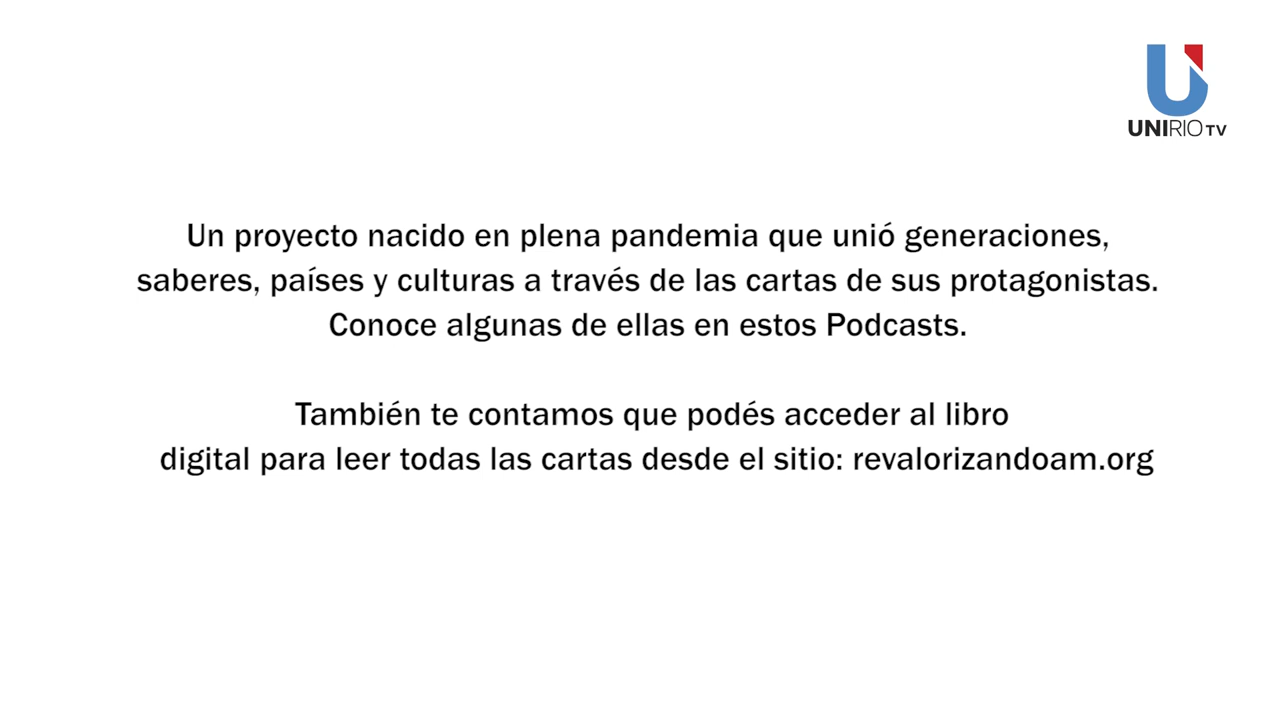 UNIRIO TV
Un proyecto nacido en plena pandemia que unió generaciones,
saberes, países y culturas a través de las cartas de sus protagonistas.
Conoce algunas de ellas en estos Podcasts.
También te contamos que podés acceder al libro
digital para leer todas las cartas desde el sitio: revalorizandoam.org